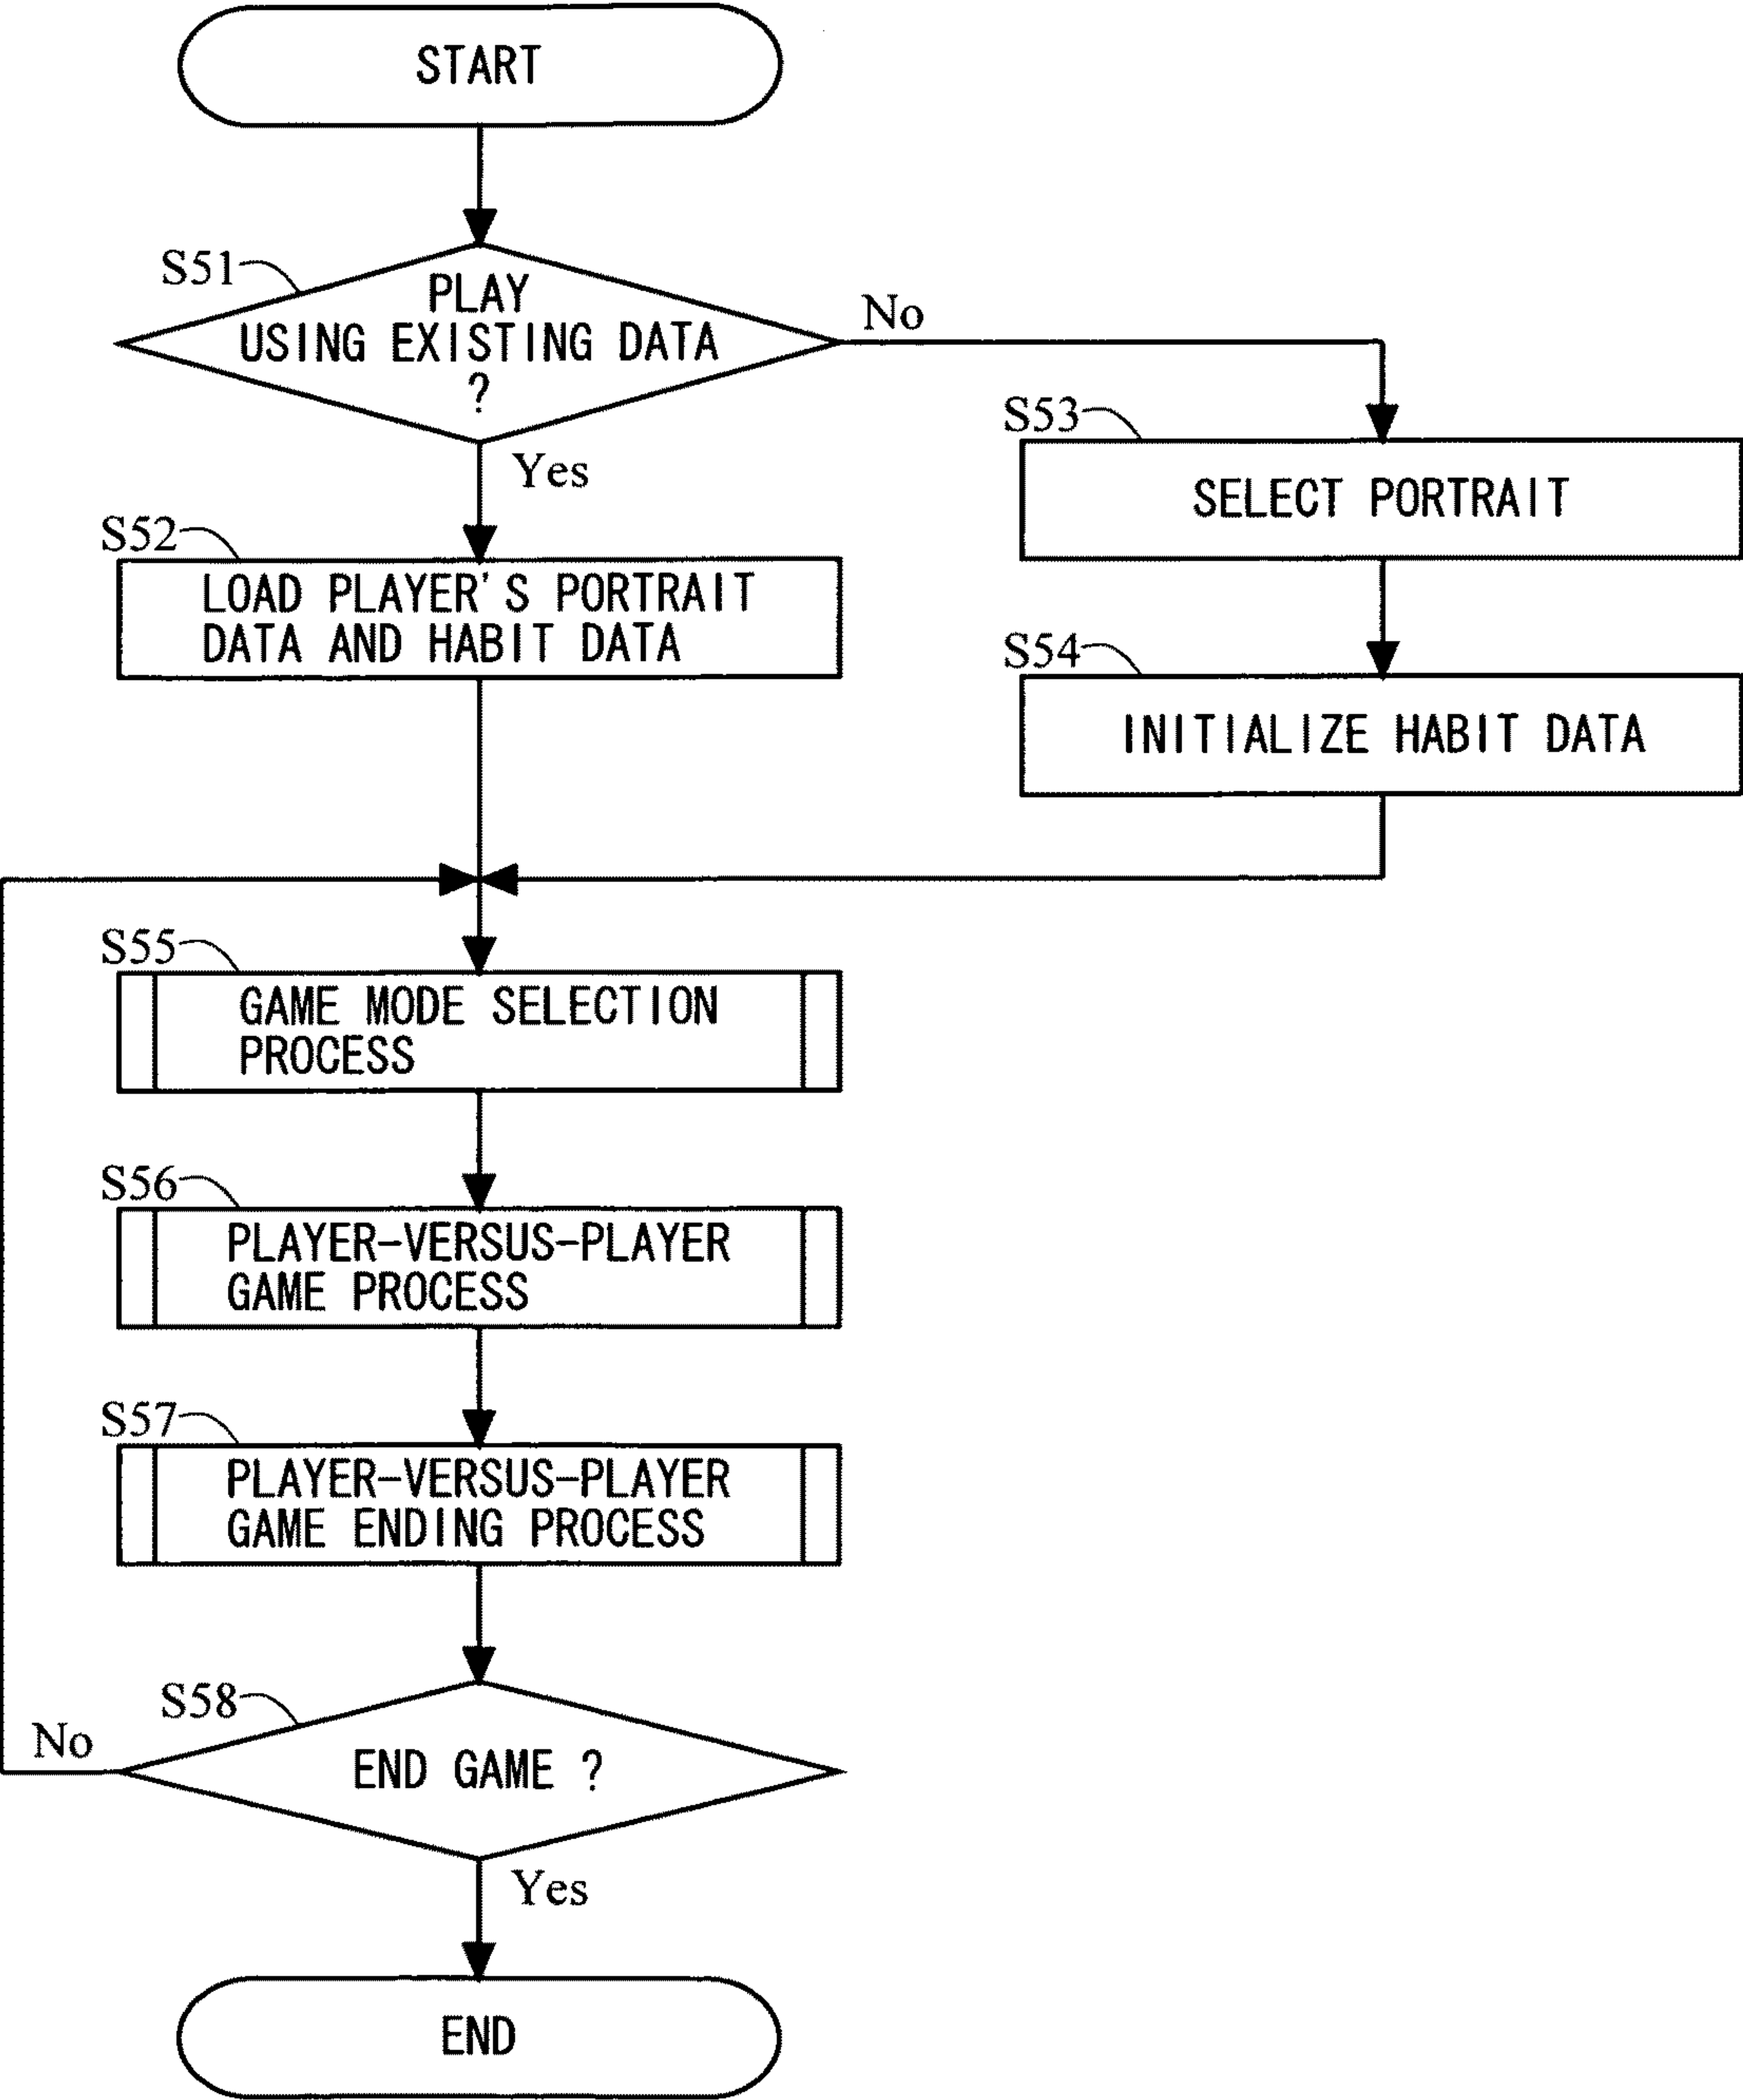 START
S51
PLAY
USING EXISTING DATA
?
No
Yes
S53
SELECT PORTRAIT
S52
LOAD PLAYER'S PORTRAIT
DATA AND HABIT DATA
S54
INITIALIZE HABIT DATA
S55
GAME MODE SELECTION
PROCESS
S56
PLAYER-VERSUS-PLAYER
GAME PROCESS
S57
PLAYER-VERSUS-PLAYER
GAME ENDING PROCESS
S58
No
END GAME ?
Yes
END